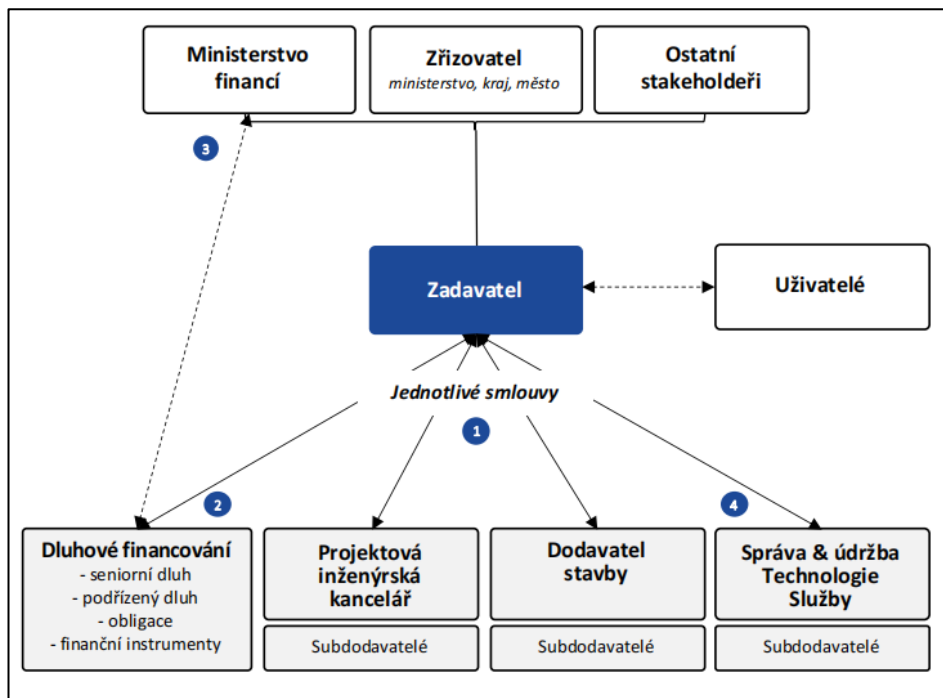 Ministerstvo
financí
Zřizovatel
ministerstvo, kraj, město
Ostatní
stakeholdeři
3
Zadavatel
Uživatelé
Jednotlivé smlouvy
1
2
4
Dluhové financování
- seniorní dluh
- podřízený dluh
- obligace
- finanční instrumenty
Projektová
inženýrská
kancelář
Subdodavatelé
Dodavatel
stavby
Subdodavatelé
Správa & údržba
Technologie
Služby
Subdodavatelé